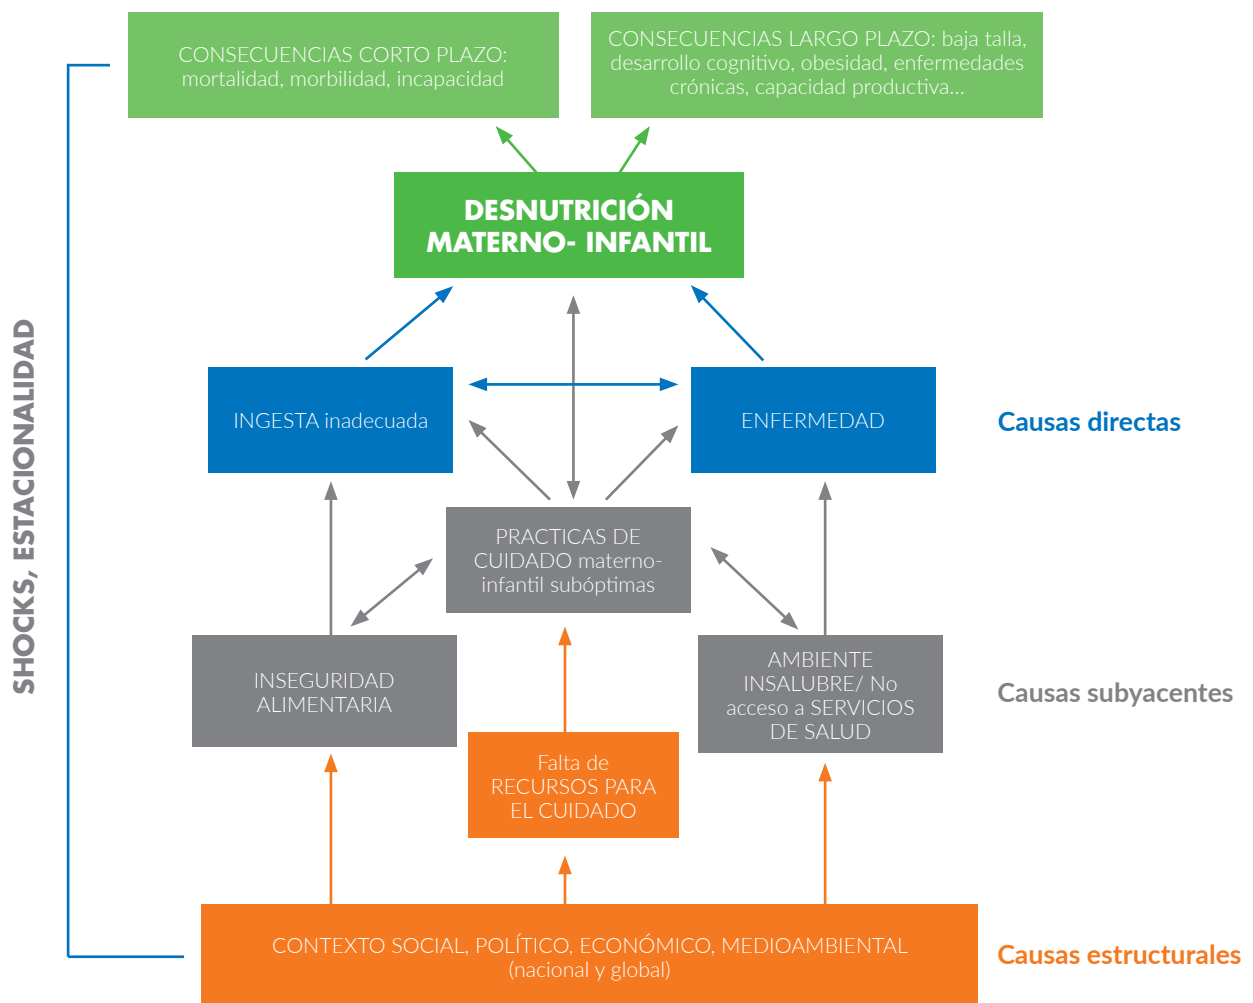 CONSECUENCIAS CORTO PLAZO:
mortalidad, morbilidad, incapacidad
CONSECUENCIAS LARGO PLAZO: baja talla,
desarrollo cognitivo, obesidad, enfermedades
crónicas, capacidad productiva...
DESNUTRICIÓN
MATERNO- INFANTIL
SHOCKS, ESTACIONALIDAD
INGESTA inadecuada
ENFERMEDAD
Causas directas
PRACTICAS DE
CUIDADO materno-
infantil subóptimas
INSEGURIDAD
ALIMENTARIA
AMBIENTE
INSALUBRE/ No
acceso a SERVICIOS
DE SALUD
Causas subyacentes
Falta de
RECURSOS PARA
EL CUIDADO
CONTEXTO SOCIAL, POLÍTICO, ECONÓMICO, MEDIOAMBIENTAL
(nacional y global)
Causas estructurales